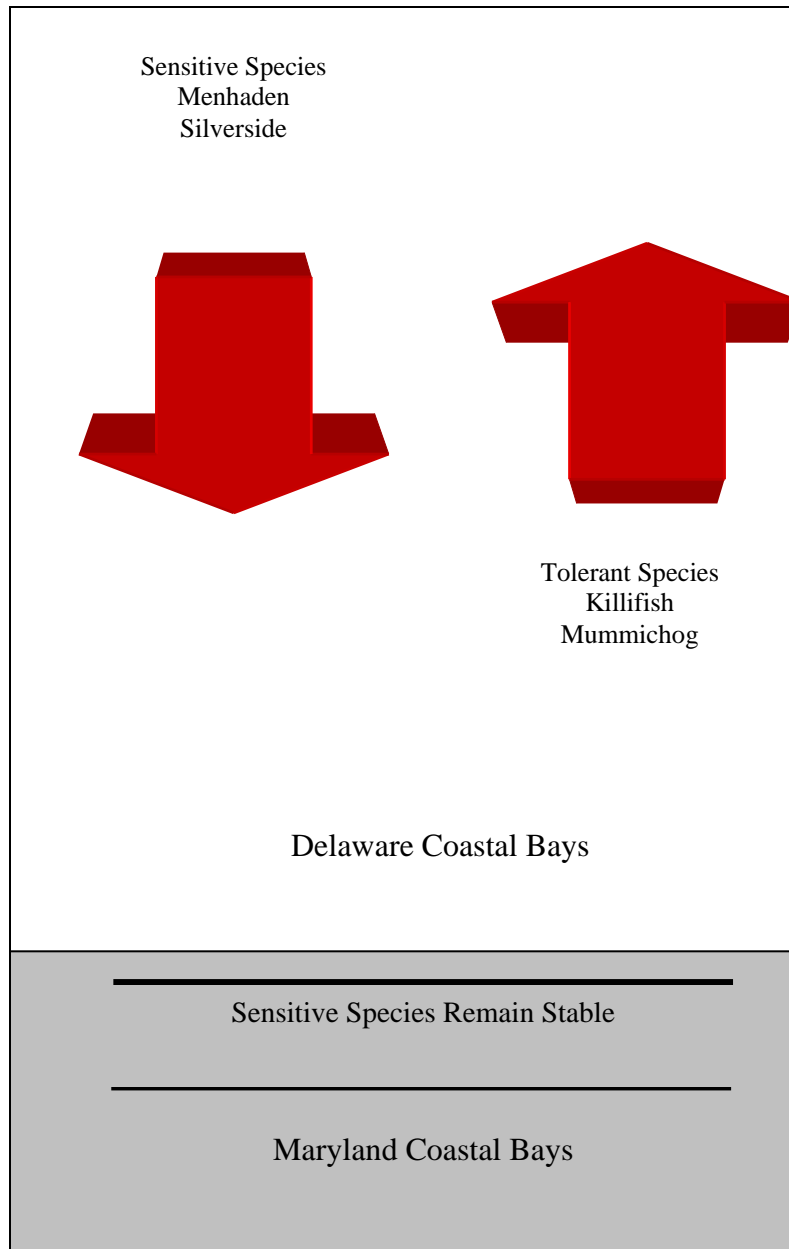 Sensitive Species
Menhaden
Silverside
Tolerant Species
Killifish
Mummichog
Delaware Coastal Bays
Sensitive Species Remain Stable
Maryland Coastal Bays